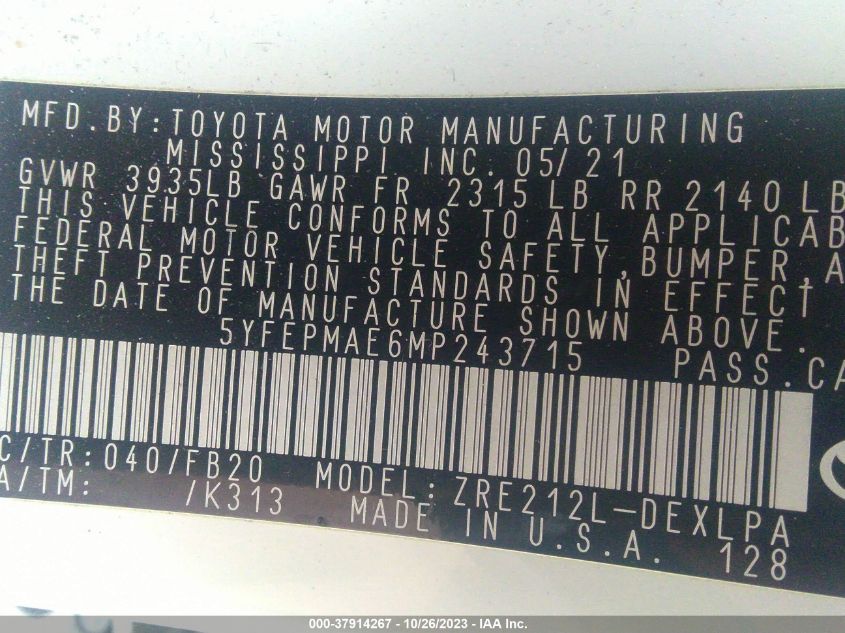 MFD.BY:TOYOTA MOTOR MANUFACTURING
MISSISSIPPI INC. 05/21
GVWR 3935LB GAWR FR 2315LB RR 2140LB
THIS VEHICLE CONFORMS TO ALL APPLICAB
FEDERAL MOTOR VEHICLE SAFETY,BUMPER,A
THEFT PREVENTION STANDARDS IN EFFECT
THE DATE OF MANUFACTURE SHOWN ABOVE.
5YFEPMAE6MP243715 PASS.CA
C/TR:040/FB20 MODEL:ZRE212L-DEXLPA
A/TM: /K313 MADE IN U.S.A. 128
000-37914267 - 10/26/2023 - IAA Inc.